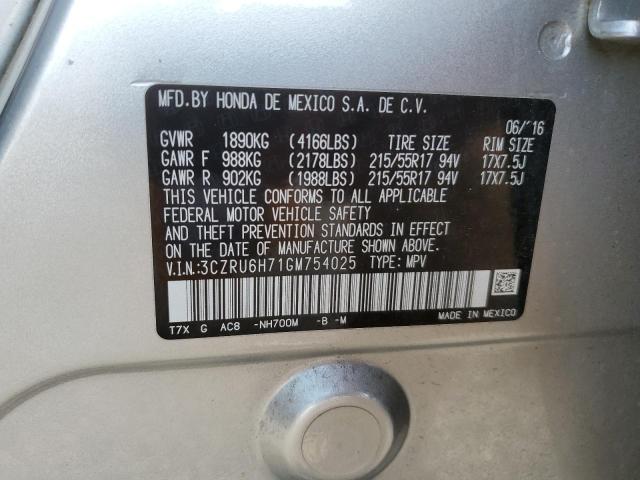 MFD.BY HONDA DE MEXICO S.A. DE C.V.
06/'16
GVWR 1890KG (4166LBS) TIRE SIZE RIM SIZE
GAWR F 988KG (2178LBS) 215/55R17 94V 17X7.5J
GAWR R 902KG (1988LBS) 215/55R17 94V 17X7.5J
THIS VEHICLE CONFORMS TO ALL APPLICABLE
FEDERAL MOTOR VEHICLE SAFETY
AND THEFT PREVENTION STANDARDS IN EFFECT
ON THE DATE OF MANUFACTURE SHOWN ABOVE.
V.I.N.:3CZRU6H71GM754025 TYPE: MPV
T7X G AC8 -NH700M -B -M
MADE IN MEXICO